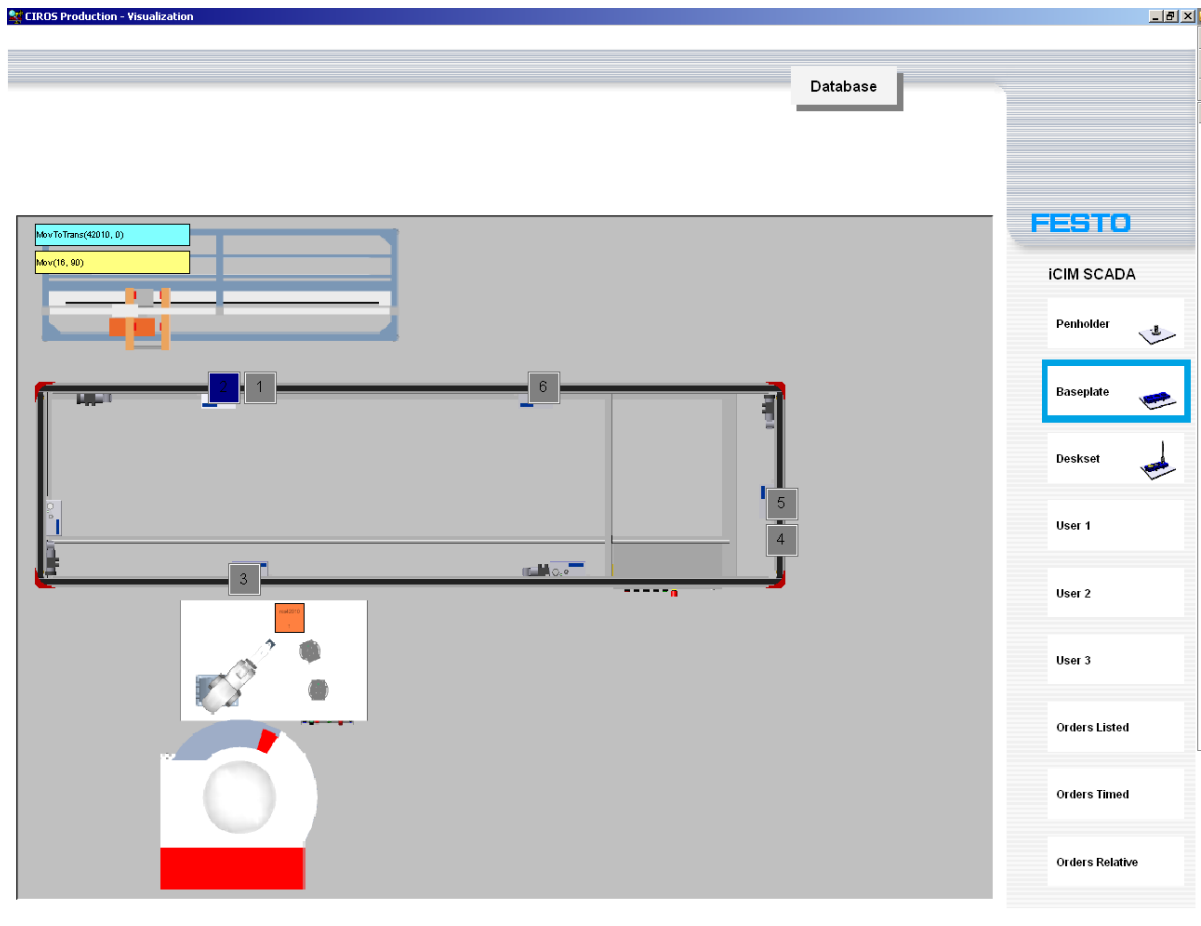 CIROS Production - Visualization
Database
FESTO
iCIM SCADA
MovToTrans(42010, 0)
Mov(16, 90)
Penholder
Baseplate
Deskset
User 1
User 2
User 3
Orders Listed
Orders Timed
Orders Relative
1
6
5
4
3